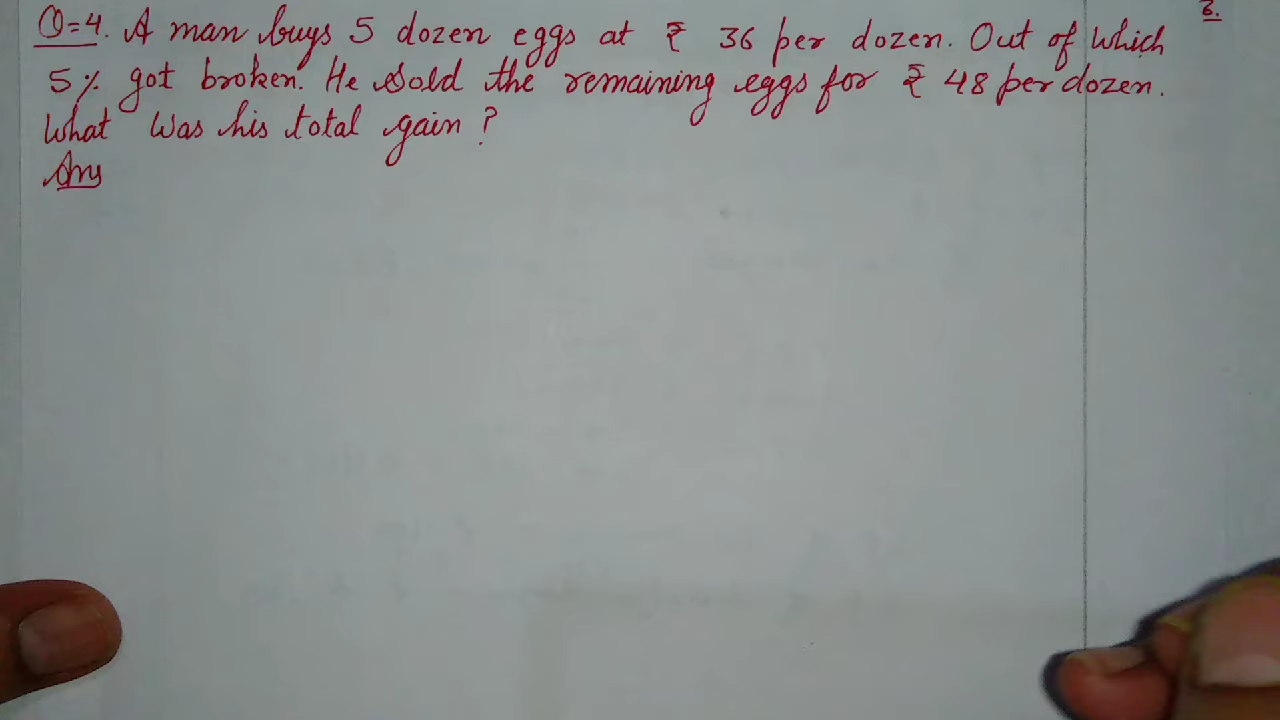 Q=4. A man buys 5 dozen eggs at ₹ 36 per dozen. Out of which
5% got broken. He sold the remaining eggs for ₹ 48 per dozen.
What was his total gain?
Ans